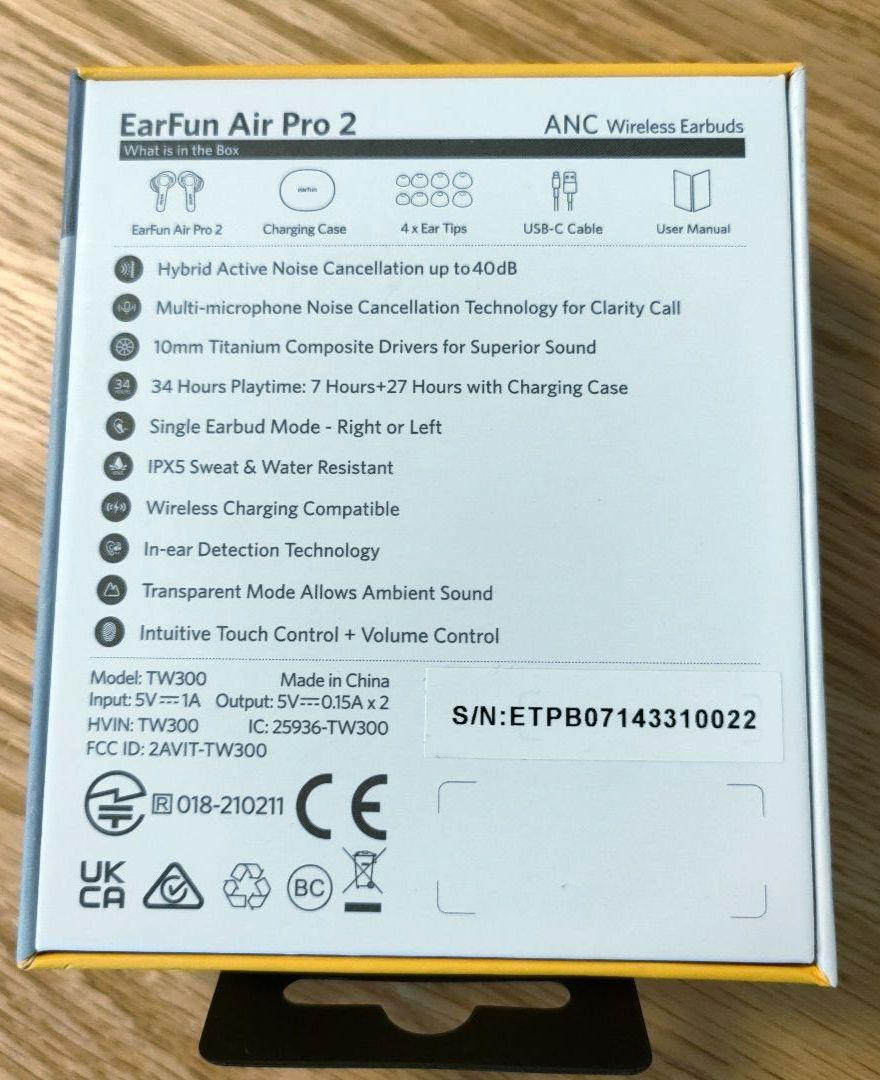 EarFun Air Pro 2 ANC Wireless Earbuds
What is in the Box
earfun
EarFun Air Pro 2 Charging Case 4 x Ear Tips USB-C Cable User Manual
Hybrid Active Noise Cancellation up to 40dB
Multi-microphone Noise Cancellation Technology for Clarity Call
10mm Titanium Composite Drivers for Superior Sound
34 HOURS 34 Hours Playtime: 7 Hours+27 Hours with Charging Case
Single Earbud Mode - Right or Left
IPX5 Sweat & Water Resistant
Wireless Charging Compatible
In-ear Detection Technology
Transparent Mode Allows Ambient Sound
Intuitive Touch Control + Volume Control
Model: TW300 Made in China
Input: 5V⎓1A Output: 5V⎓0.15A x 2
HVIN: TW300 IC: 25936-TW300
FCC ID: 2AVIT-TW300
S/N:ETPB07143310022
R 018-210211 CE
UK
CA
BC